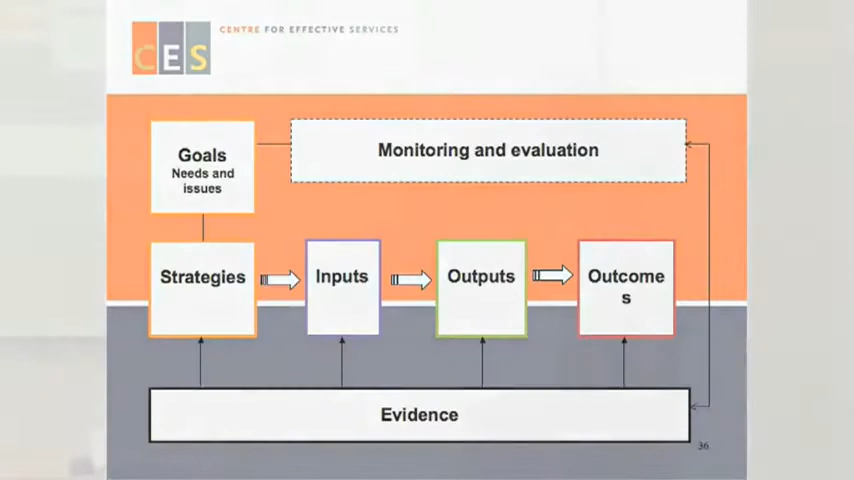 CES
CENTRE FOR EFFECTIVE SERVICES
Goals
Needs and
issues
Monitoring and evaluation
Strategies
Inputs
Outputs
Outcome
s
Evidence
36